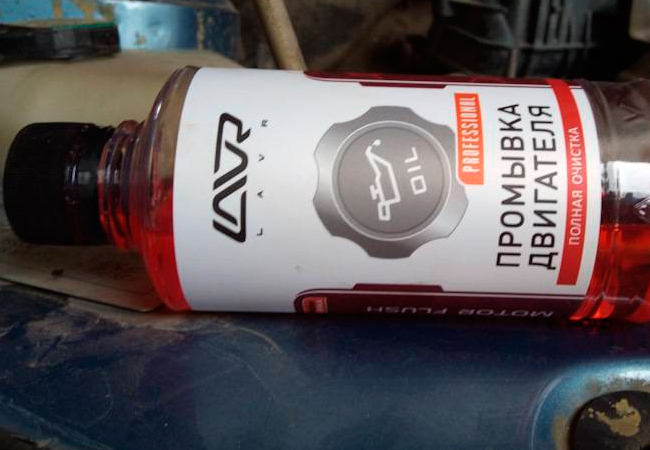 LAVR
LAVR
OIL
PROFESSIONAL
ПРОМЫВКА
ДВИГАТЕЛЯ
ПОЛНАЯ ОЧИСТКА
MOTOR FLUSH